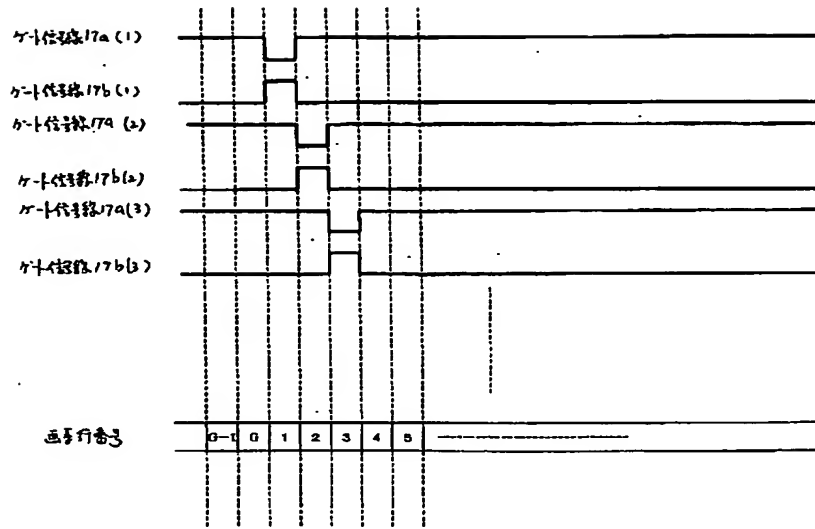 ゲート信号線17a(1)
ゲート信号線17b(1)
ゲート信号線17a(2)
ゲート信号線17b(2)
ゲート信号線17a(3)
ゲート信号線17b(3)
画素行番号 G-1 G 1 2 3 4 5